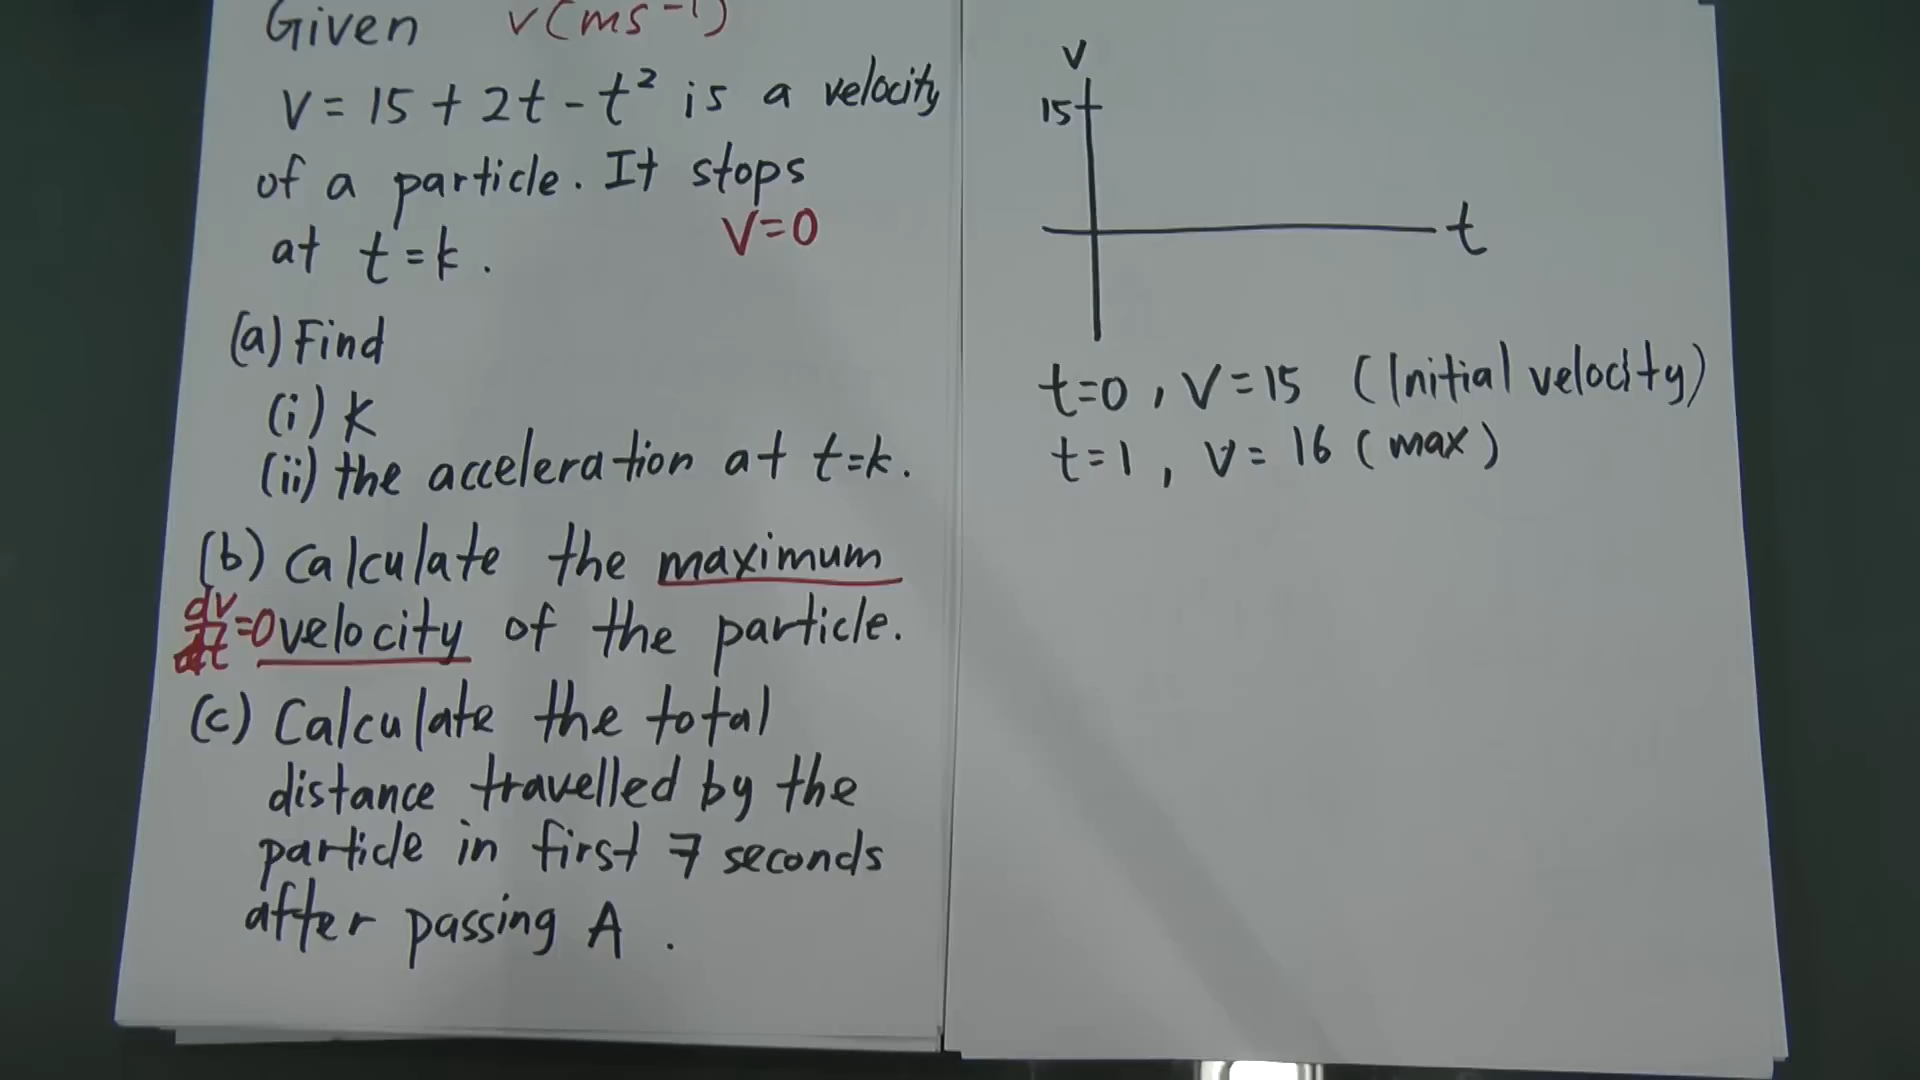 Given v(ms⁻¹)
v = 15 + 2t - t² is a velocity
of a particle. It stops
v=0
at t=k.
(a) Find
(i) k
(ii) the acceleration at t=k.
(b) Calculate the maximum
dv/dt=0 velocity of the particle.
(c) Calculate the total
distance travelled by the
particle in first 7 seconds
after passing A.
v
15
t
t=0, v=15 (Initial velocity)
t=1, v=16 (max)